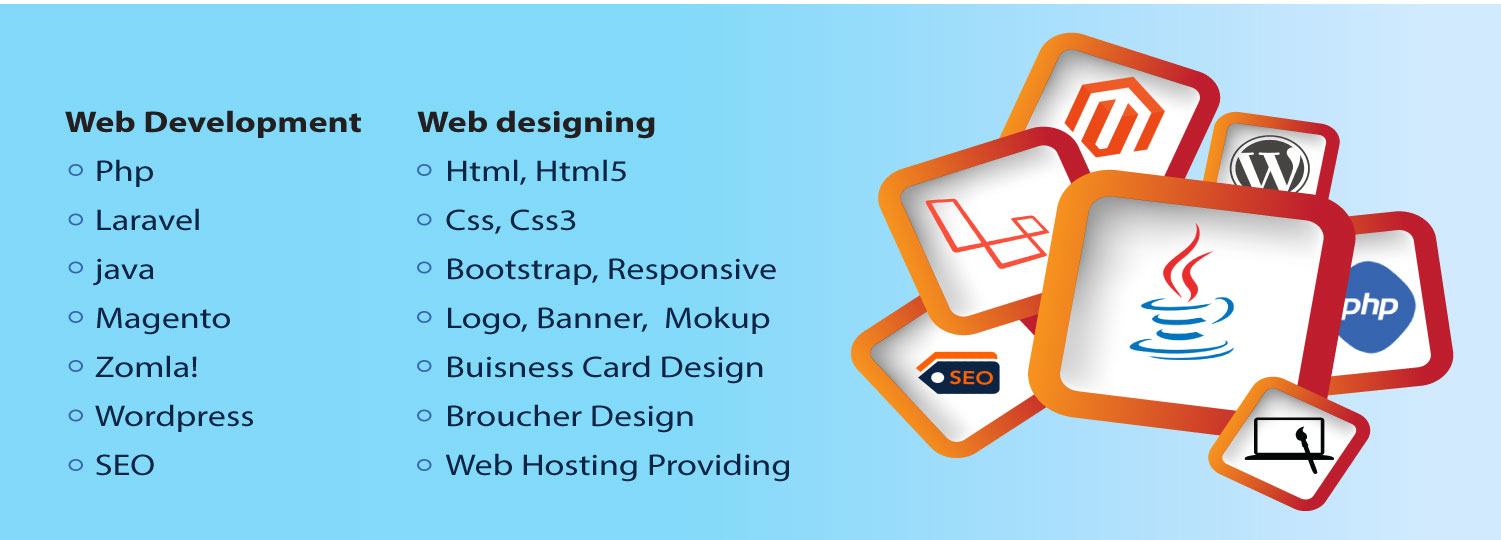 Web Development
Php
Laravel
java
Magento
Zomla!
Wordpress
SEO
Web designing
Html, Html5
Css, Css3
Bootstrap, Responsive
Logo, Banner,  Mokup
Buisness Card Design
Broucher Design
Web Hosting Providing
W
php
SEO